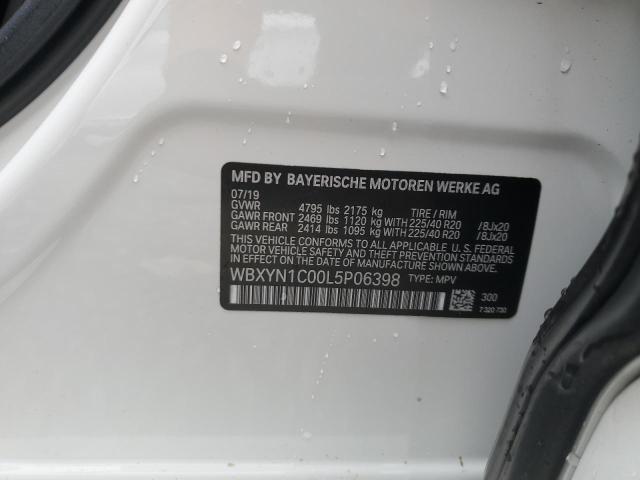 MFD BY BAYERISCHE MOTOREN WERKE AG
07/19
GVWR 4795 lbs 2175 kg TIRE / RIM
GAWR FRONT 2469 lbs 1120 kg WITH 225/40 R20 /8Jx20
GAWR REAR 2414 lbs 1095 kg WITH 225/40 R20 /8Jx20
THIS VEHICLE CONFORMS TO ALL APPLICABLE U. S. FEDERAL
MOTOR VEHICLE SAFETY AND THEFT PREVENTION STANDARDS
IN EFFECT ON THE DATE OF MANUFACTURE SHOWN ABOVE.
WBXYN1C00L5P06398 TYPE: MPV
300
7 320 730